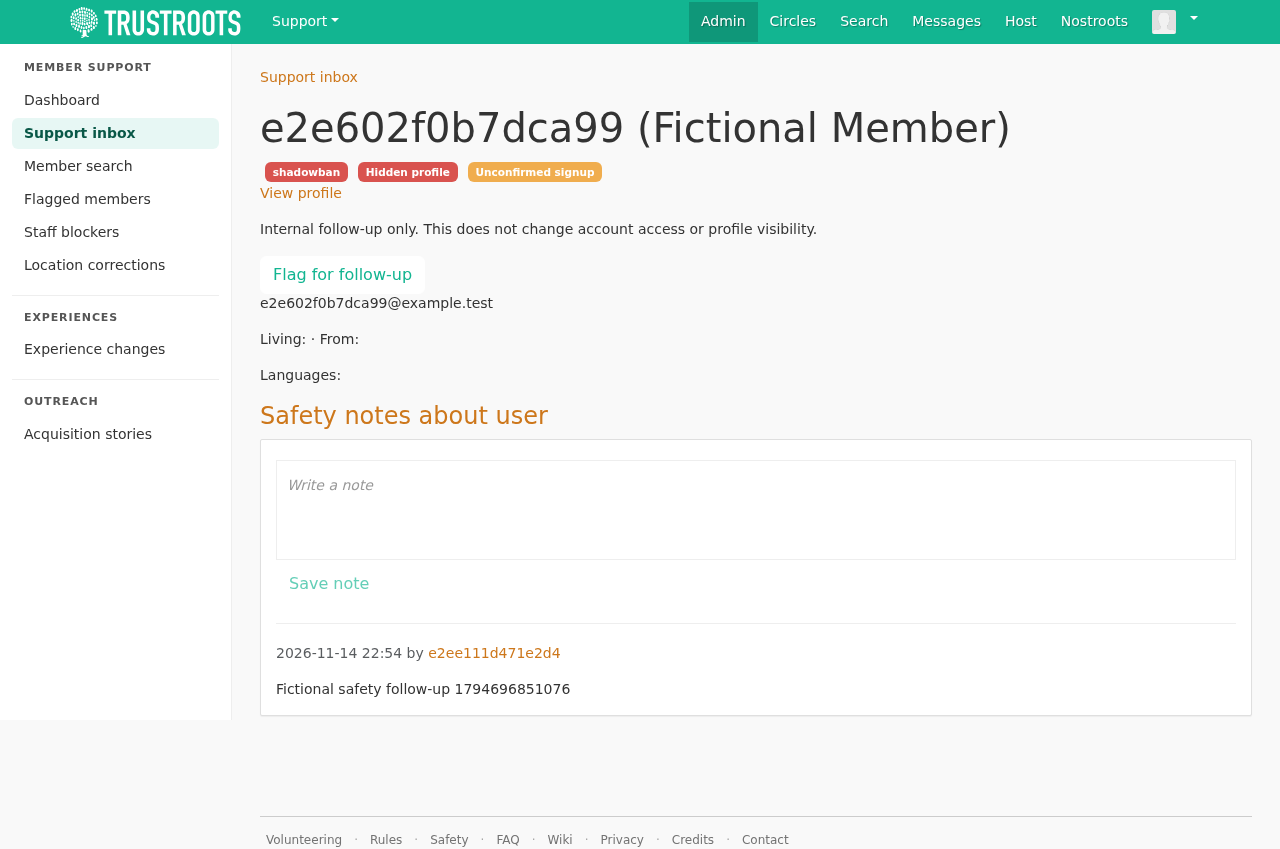 TRUSTROOTS Support Admin Circles Search Messages Host Nostroots
MEMBER SUPPORT
Dashboard
Support inbox
Member search
Flagged members
Staff blockers
Location corrections
EXPERIENCES
Experience changes
OUTREACH
Acquisition stories
Support inbox
e2e602f0b7dca99 (Fictional Member)
shadowban Hidden profile Unconfirmed signup
View profile
Internal follow-up only. This does not change account access or profile visibility.
Flag for follow-up
e2e602f0b7dca99@example.test
Living: · From:
Languages:
Safety notes about user
Write a note
Save note
2026-11-14 22:54 by e2ee111d471e2d4
Fictional safety follow-up 1794696851076
Volunteering · Rules · Safety · FAQ · Wiki · Privacy · Credits · Contact